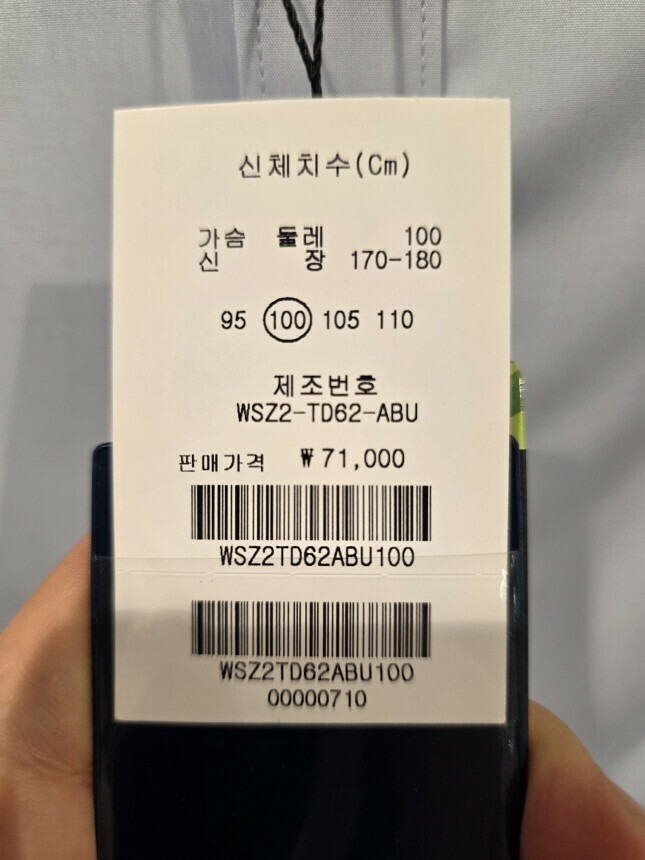 신체치수(Cm)
가슴 둘레 100
신 장 170-180
95 100 105 110
제조번호
WSZ2-TD62-ABU
판매가격 ₩71,000
WSZ2TD62ABU100
WSZ2TD62ABU100
00000710